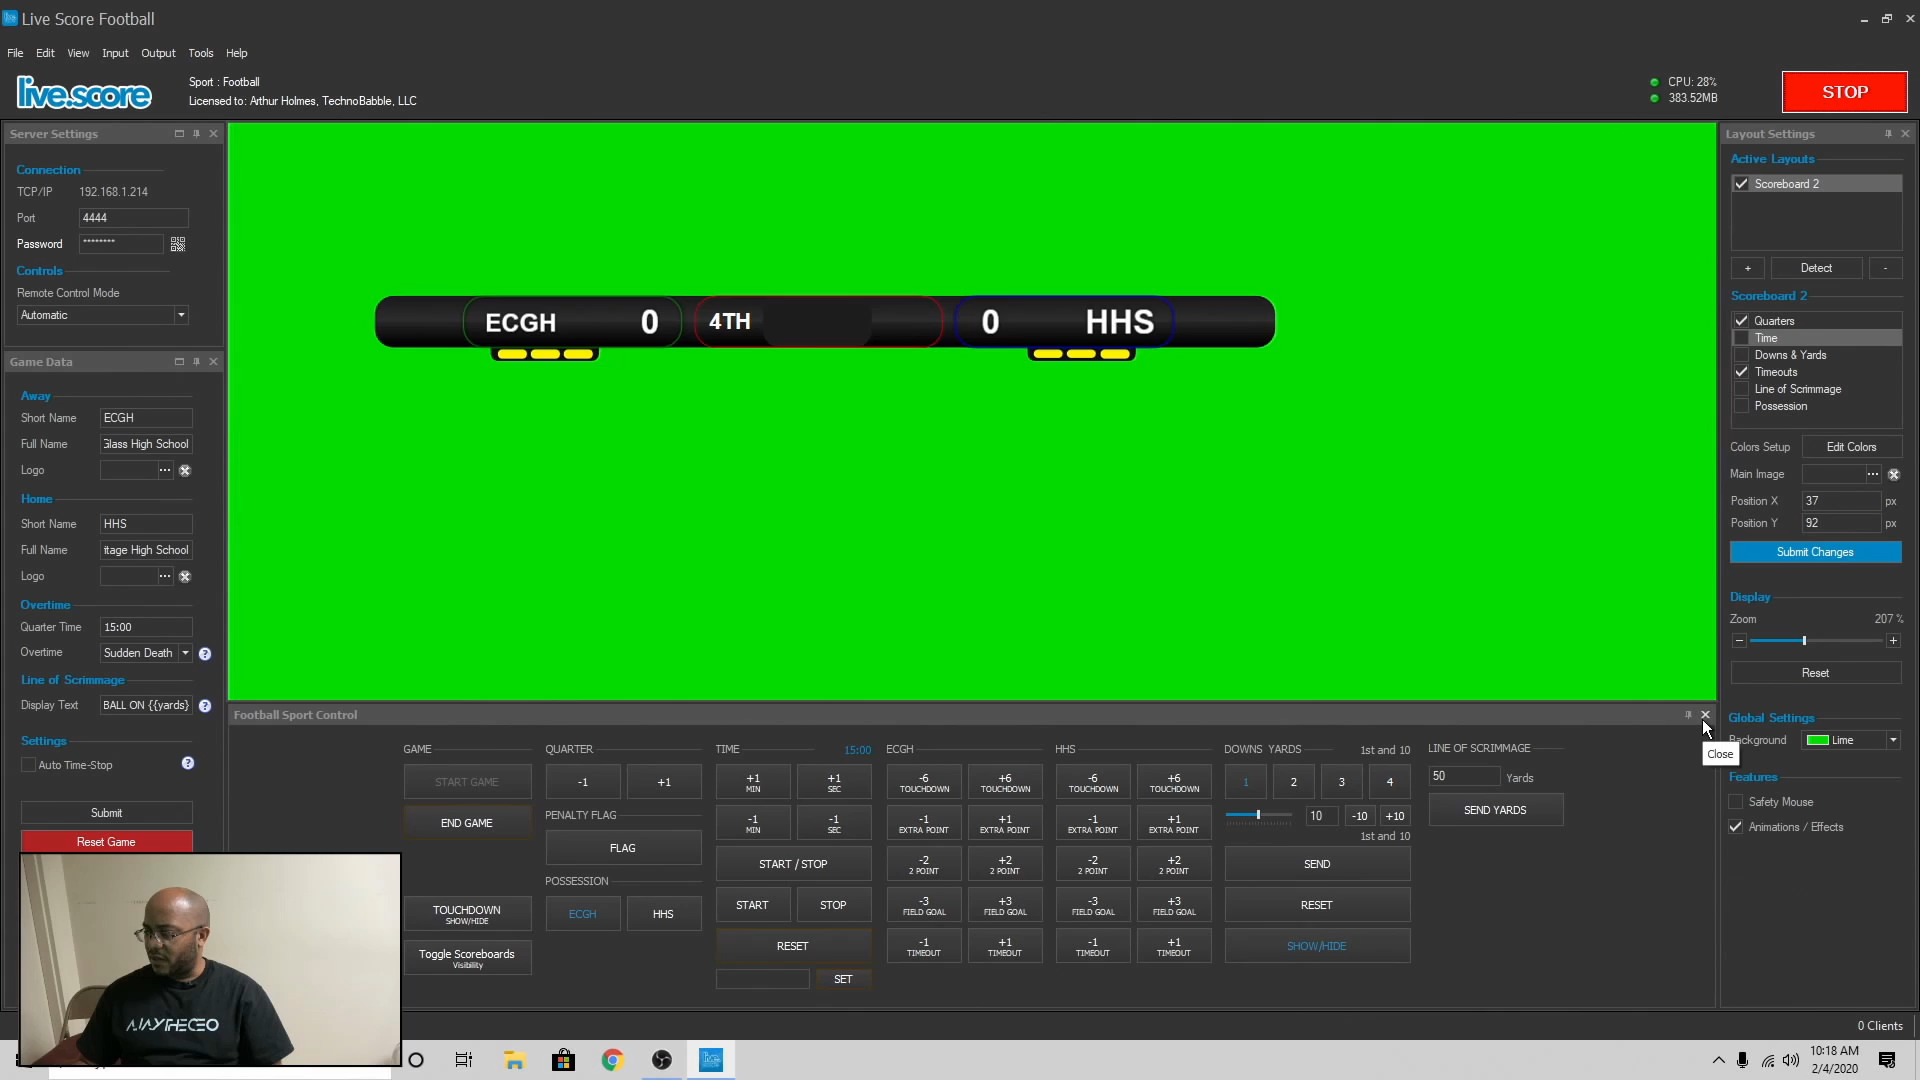 Live Score Football
File Edit View Input Output Tools Help
live.score
Sport : Football
Licensed to: Arthur Holmes, TechnoBabble, LLC
CPU: 28%
383.52MB
STOP
Server Settings
Connection
TCP/IP 192.168.1.214
Port 4444
Password ********
Controls
Remote Control Mode
Automatic
Game Data
Away
Short Name ECGH
Full Name Glass High School
Logo ...
Home
Short Name HHS
Full Name itage High School
Logo ...
Overtime
Quarter Time 15:00
Overtime Sudden Death ?
Line of Scrimmage
Display Text BALL ON {{yards} ?
Settings
Auto Time-Stop ?
Submit
Reset Game
ECGH 0 4TH 0 HHS
Football Sport Control
GAME
START GAME
END GAME
TOUCHDOWN
SHOW/HIDE
Toggle Scoreboards
Visibility
QUARTER
-1 +1
PENALTY FLAG
FLAG
POSSESSION
ECGH HHS
TIME 15:00
+1 MIN +1 SEC
-1 MIN -1 SEC
START / STOP
START STOP
RESET
SET
ECGH
-6 TOUCHDOWN +6 TOUCHDOWN
-1 EXTRA POINT +1 EXTRA POINT
-2 2 POINT +2 2 POINT
-3 FIELD GOAL +3 FIELD GOAL
-1 TIMEOUT +1 TIMEOUT
HHS
-6 TOUCHDOWN +6 TOUCHDOWN
-1 EXTRA POINT +1 EXTRA POINT
-2 2 POINT +2 2 POINT
-3 FIELD GOAL +3 FIELD GOAL
-1 TIMEOUT +1 TIMEOUT
DOWNS YARDS 1st and 10
1 2 3 4
10 -10 +10
1st and 10
SEND
RESET
SHOW/HIDE
LINE OF SCRIMMAGE
50 Yards
SEND YARDS
Close
Layout Settings
Active Layouts
Scoreboard 2
+ Detect -
Scoreboard 2
Quarters
Time
Downs & Yards
Timeouts
Line of Scrimmage
Possession
Colors Setup Edit Colors
Main Image ...
Position X 37 px
Position Y 92 px
Submit Changes
Display
Zoom 207 %
Reset
Global Settings
Background Lime
Features
Safety Mouse
Animations / Effects
0 Clients
10:18 AM
2/4/2020
AJAYTHECEO
live